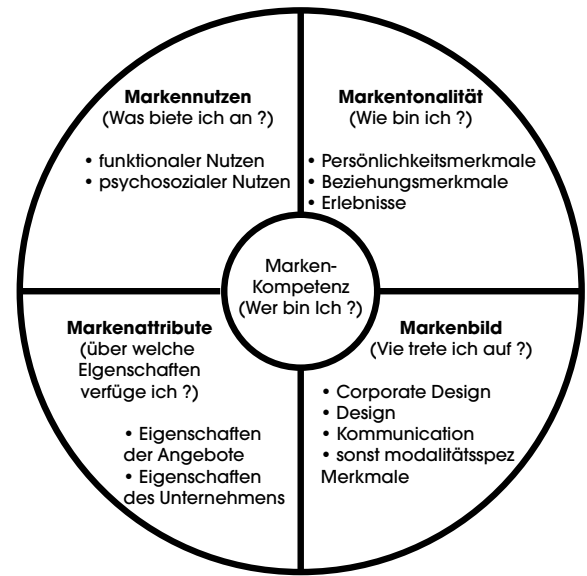 Markennutzen
(Was biete ich an ?)
• funktionaler Nutzen
• psychosozialer Nutzen
Markentonalität
(Wie bin ich ?)
• Persönlichkeitsmerkmale
• Beziehungsmerkmale
• Erlebnisse
Marken-
Kompetenz
(Wer bin Ich ?)
Markenattribute
(über welche
EIgenschaften
verfüge ich ?)
• Eigenschaften
der Angebote
• Eigenschaften
des Unternehmens
Markenbild
(Vie trete ich auf ?)
• Corporate Design
• Design
• Kommunication
• sonst modalitätsspez
Merkmale